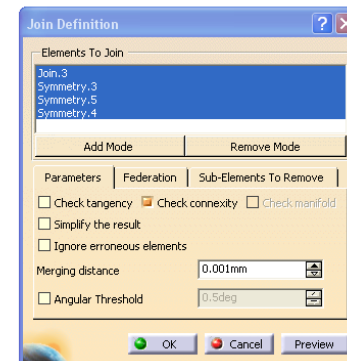 Join Definition
Elements To Join
Join.3
Symmetry.3
Symmetry.5
Symmetry.4
Add Mode Remove Mode
Parameters Federation Sub-Elements To Remove
Check tangency Check connexity Check manifold
Simplify the result
Ignore erroneous elements
Merging distance 0.001mm
Angular Threshold 0.5deg
OK Cancel Preview